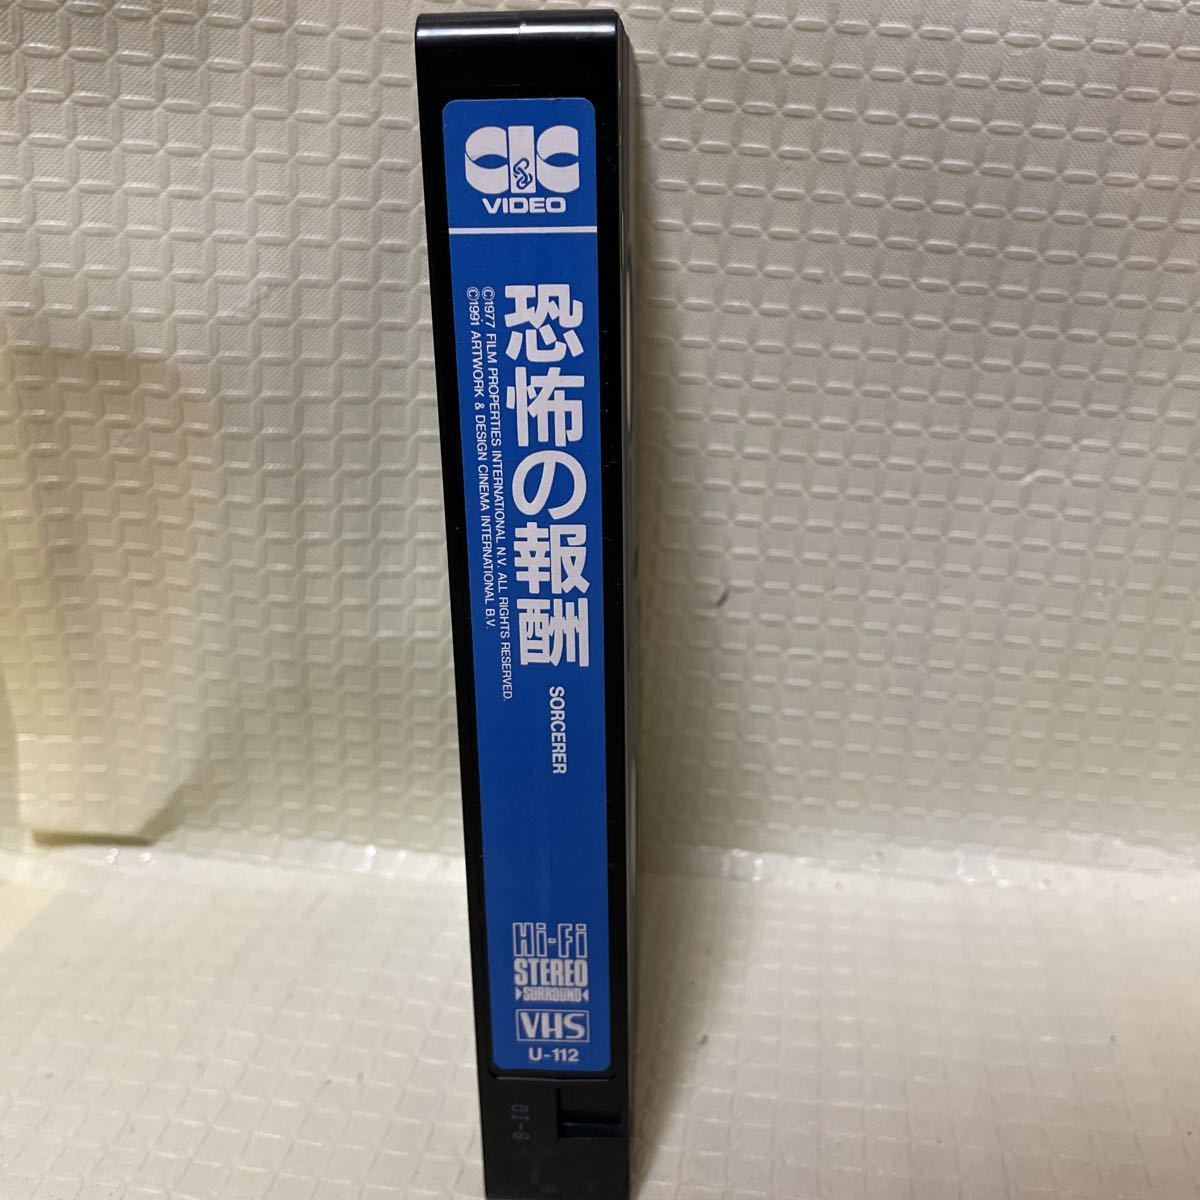 CIC
VIDEO
恐怖の報酬
SORCERER
©1977 FILM PROPERTIES INTERNATIONAL N.V. ALL RIGHTS RESERVED.
©1991 ARTWORK & DESIGN CINEMA INTERNATIONAL B.V.
Hi-Fi
STEREO
SURROUND
VHS
U-112